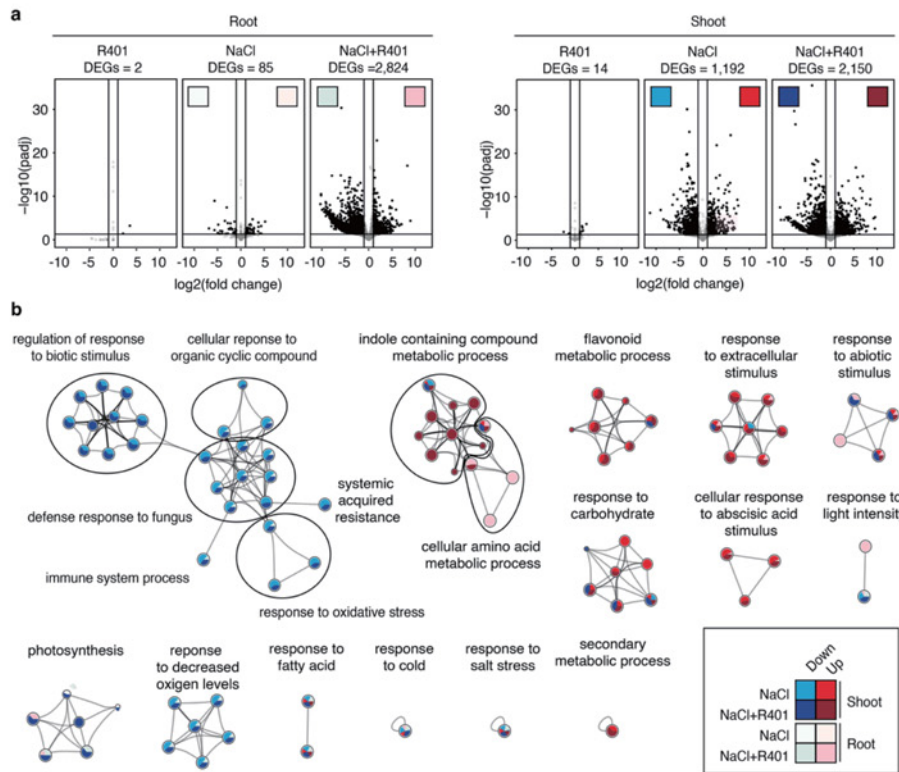 a
Root
Shoot
R401
DEGs = 2
NaCl
DEGs = 85
NaCl+R401
DEGs =2,824
R401
DEGs = 14
NaCl
DEGs = 1,192
NaCl+R401
DEGs = 2,150
30
20
10
0
−log10(padj)
-10 -5 0 5 10
-10 -5 0 5 10
-10 -5 0 5 10
log2(fold change)
30
20
10
0
−log10(padj)
-10 -5 0 5 10
-10 -5 0 5 10
-10 -5 0 5 10
log2(fold change)
b
regulation of response
to biotic stimulus
cellular reponse to
organic cyclic compound
indole containing compound
metabolic process
flavonoid
metabolic process
response
to extracellular
stimulus
response
to abiotic
stimulus
defense response to fungus
systemic
acquired
resistance
immune system process
response to oxidative stress
cellular amino acid
metabolic process
response to
carbohydrate
cellular response
to abscisic acid
stimulus
response to
light intensity
photosynthesis
reponse
to decreased
oxigen levels
response to
fatty acid
response
to cold
response to
salt stress
secondary
metabolic process
Down
Up
NaCl
NaCl+R401
Shoot
NaCl
NaCl+R401
Root